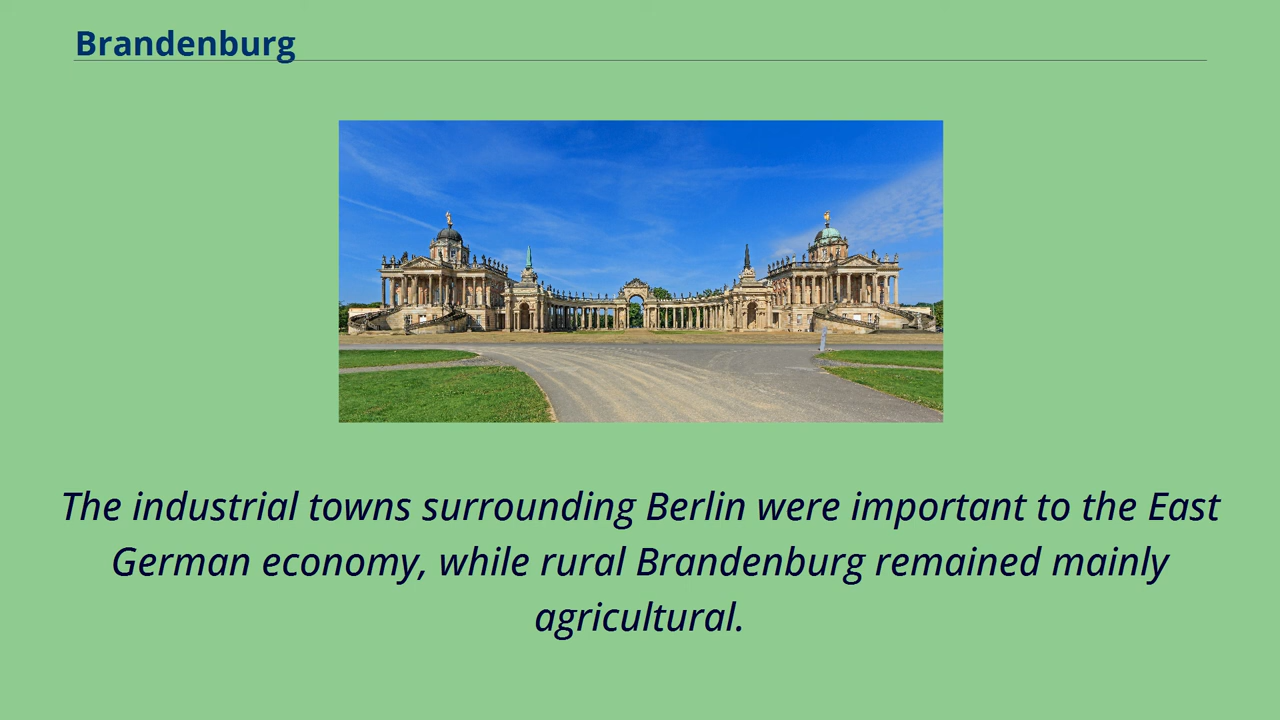 Brandenburg
The industrial towns surrounding Berlin were important to the East
German economy, while rural Brandenburg remained mainly
agricultural.